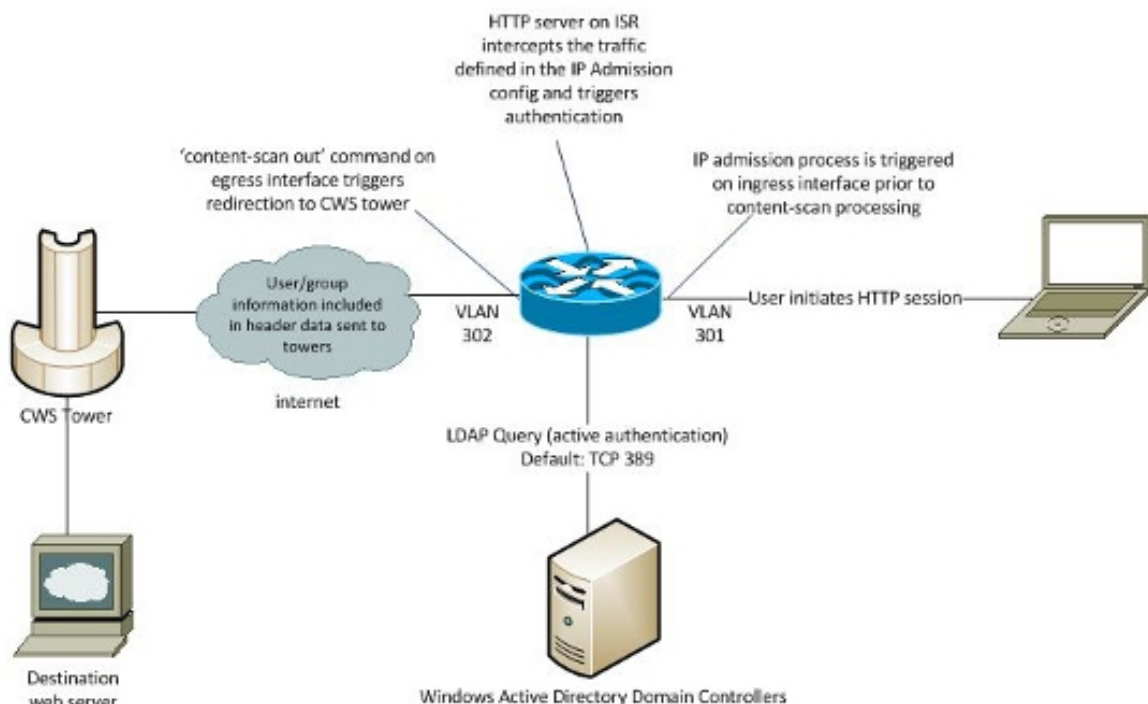 HTTP server on ISR
intercepts the traffic
defined in the IP Admission
config and triggers
authentication
'content-scan out' command on
egress interface triggers
redirection to CWS tower
IP admission process is triggered
on ingress interface prior to
content-scan processing
User/group
information included
in header data sent to
towers
VLAN
302
VLAN
301
User initiates HTTP session
internet
CWS Tower
LDAP Query (active authentication)
Default: TCP 389
Destination
web server
Windows Active Directory Domain Controllers